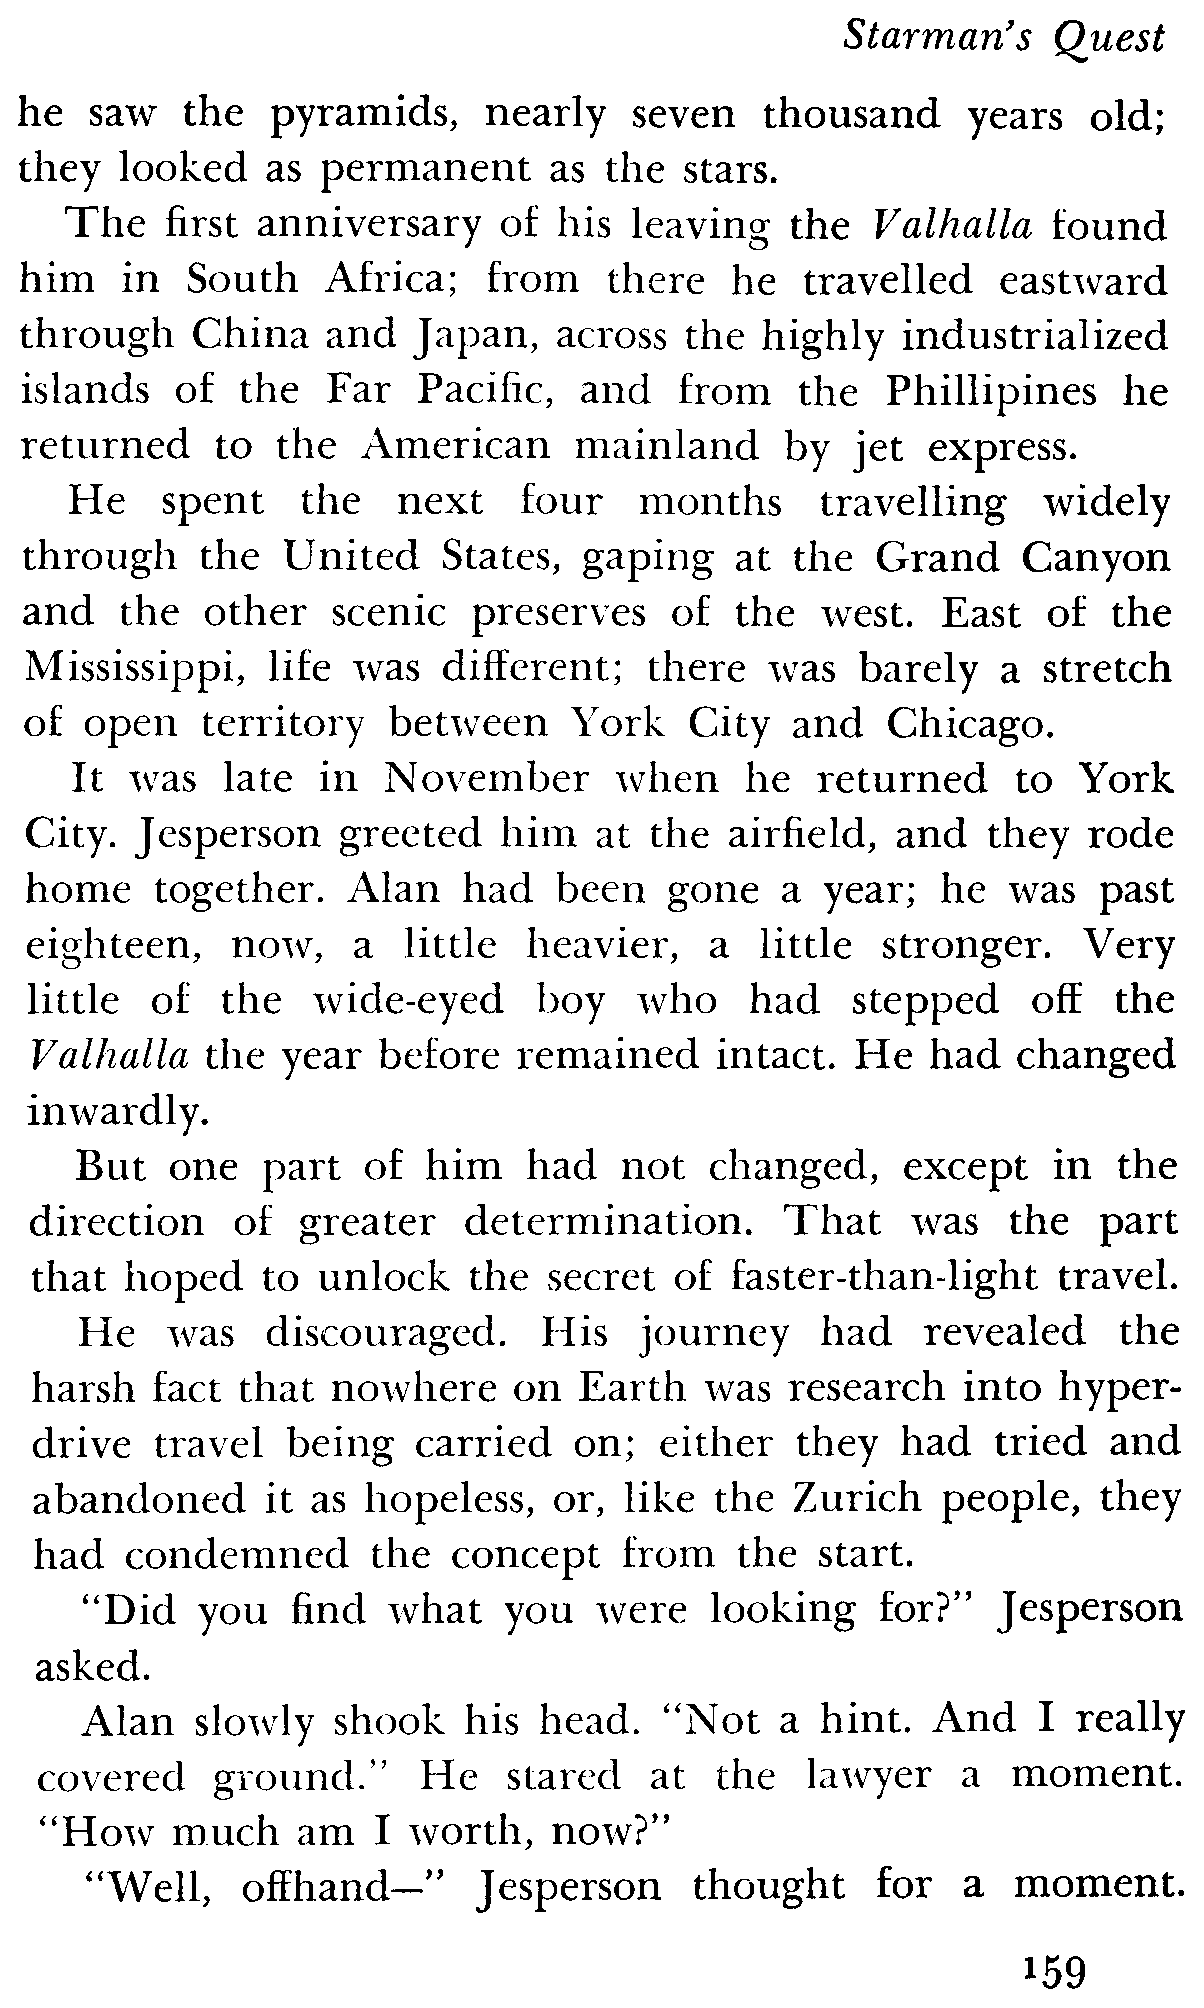 Starman's Quest
he saw the pyramids, nearly seven thousand years old;
they looked as permanent as the stars.
The first anniversary of his leaving the Valhalla found
him in South Africa; from there he travelled eastward
through China and Japan, across the highly industrialized
islands of the Far Pacific, and from the Phillipines he
returned to the American mainland by jet express.
He spent the next four months travelling widely
through the United States, gaping at the Grand Canyon
and the other scenic preserves of the west. East of the
Mississippi, life was different; there was barely a stretch
of open territory between York City and Chicago.
It was late in November when he returned to York
City. Jesperson greeted him at the airfield, and they rode
home together. Alan had been gone a year; he was past
eighteen, now, a little heavier, a little stronger. Very
little of the wide-eyed boy who had stepped off the
Valhalla the year before remained intact. He had changed
inwardly.
But one part of him had not changed, except in the
direction of greater determination. That was the part
that hoped to unlock the secret of faster-than-light travel.
He was discouraged. His journey had revealed the
harsh fact that nowhere on Earth was research into hyper-
drive travel being carried on; either they had tried and
abandoned it as hopeless, or, like the Zurich people, they
had condemned the concept from the start.
"Did you find what you were looking for?" Jesperson
asked.
Alan slowly shook his head. "Not a hint. And I really
covered ground." He stared at the lawyer a moment.
"How much am I worth, now?"
"Well, offhand—" Jesperson thought for a moment.
159